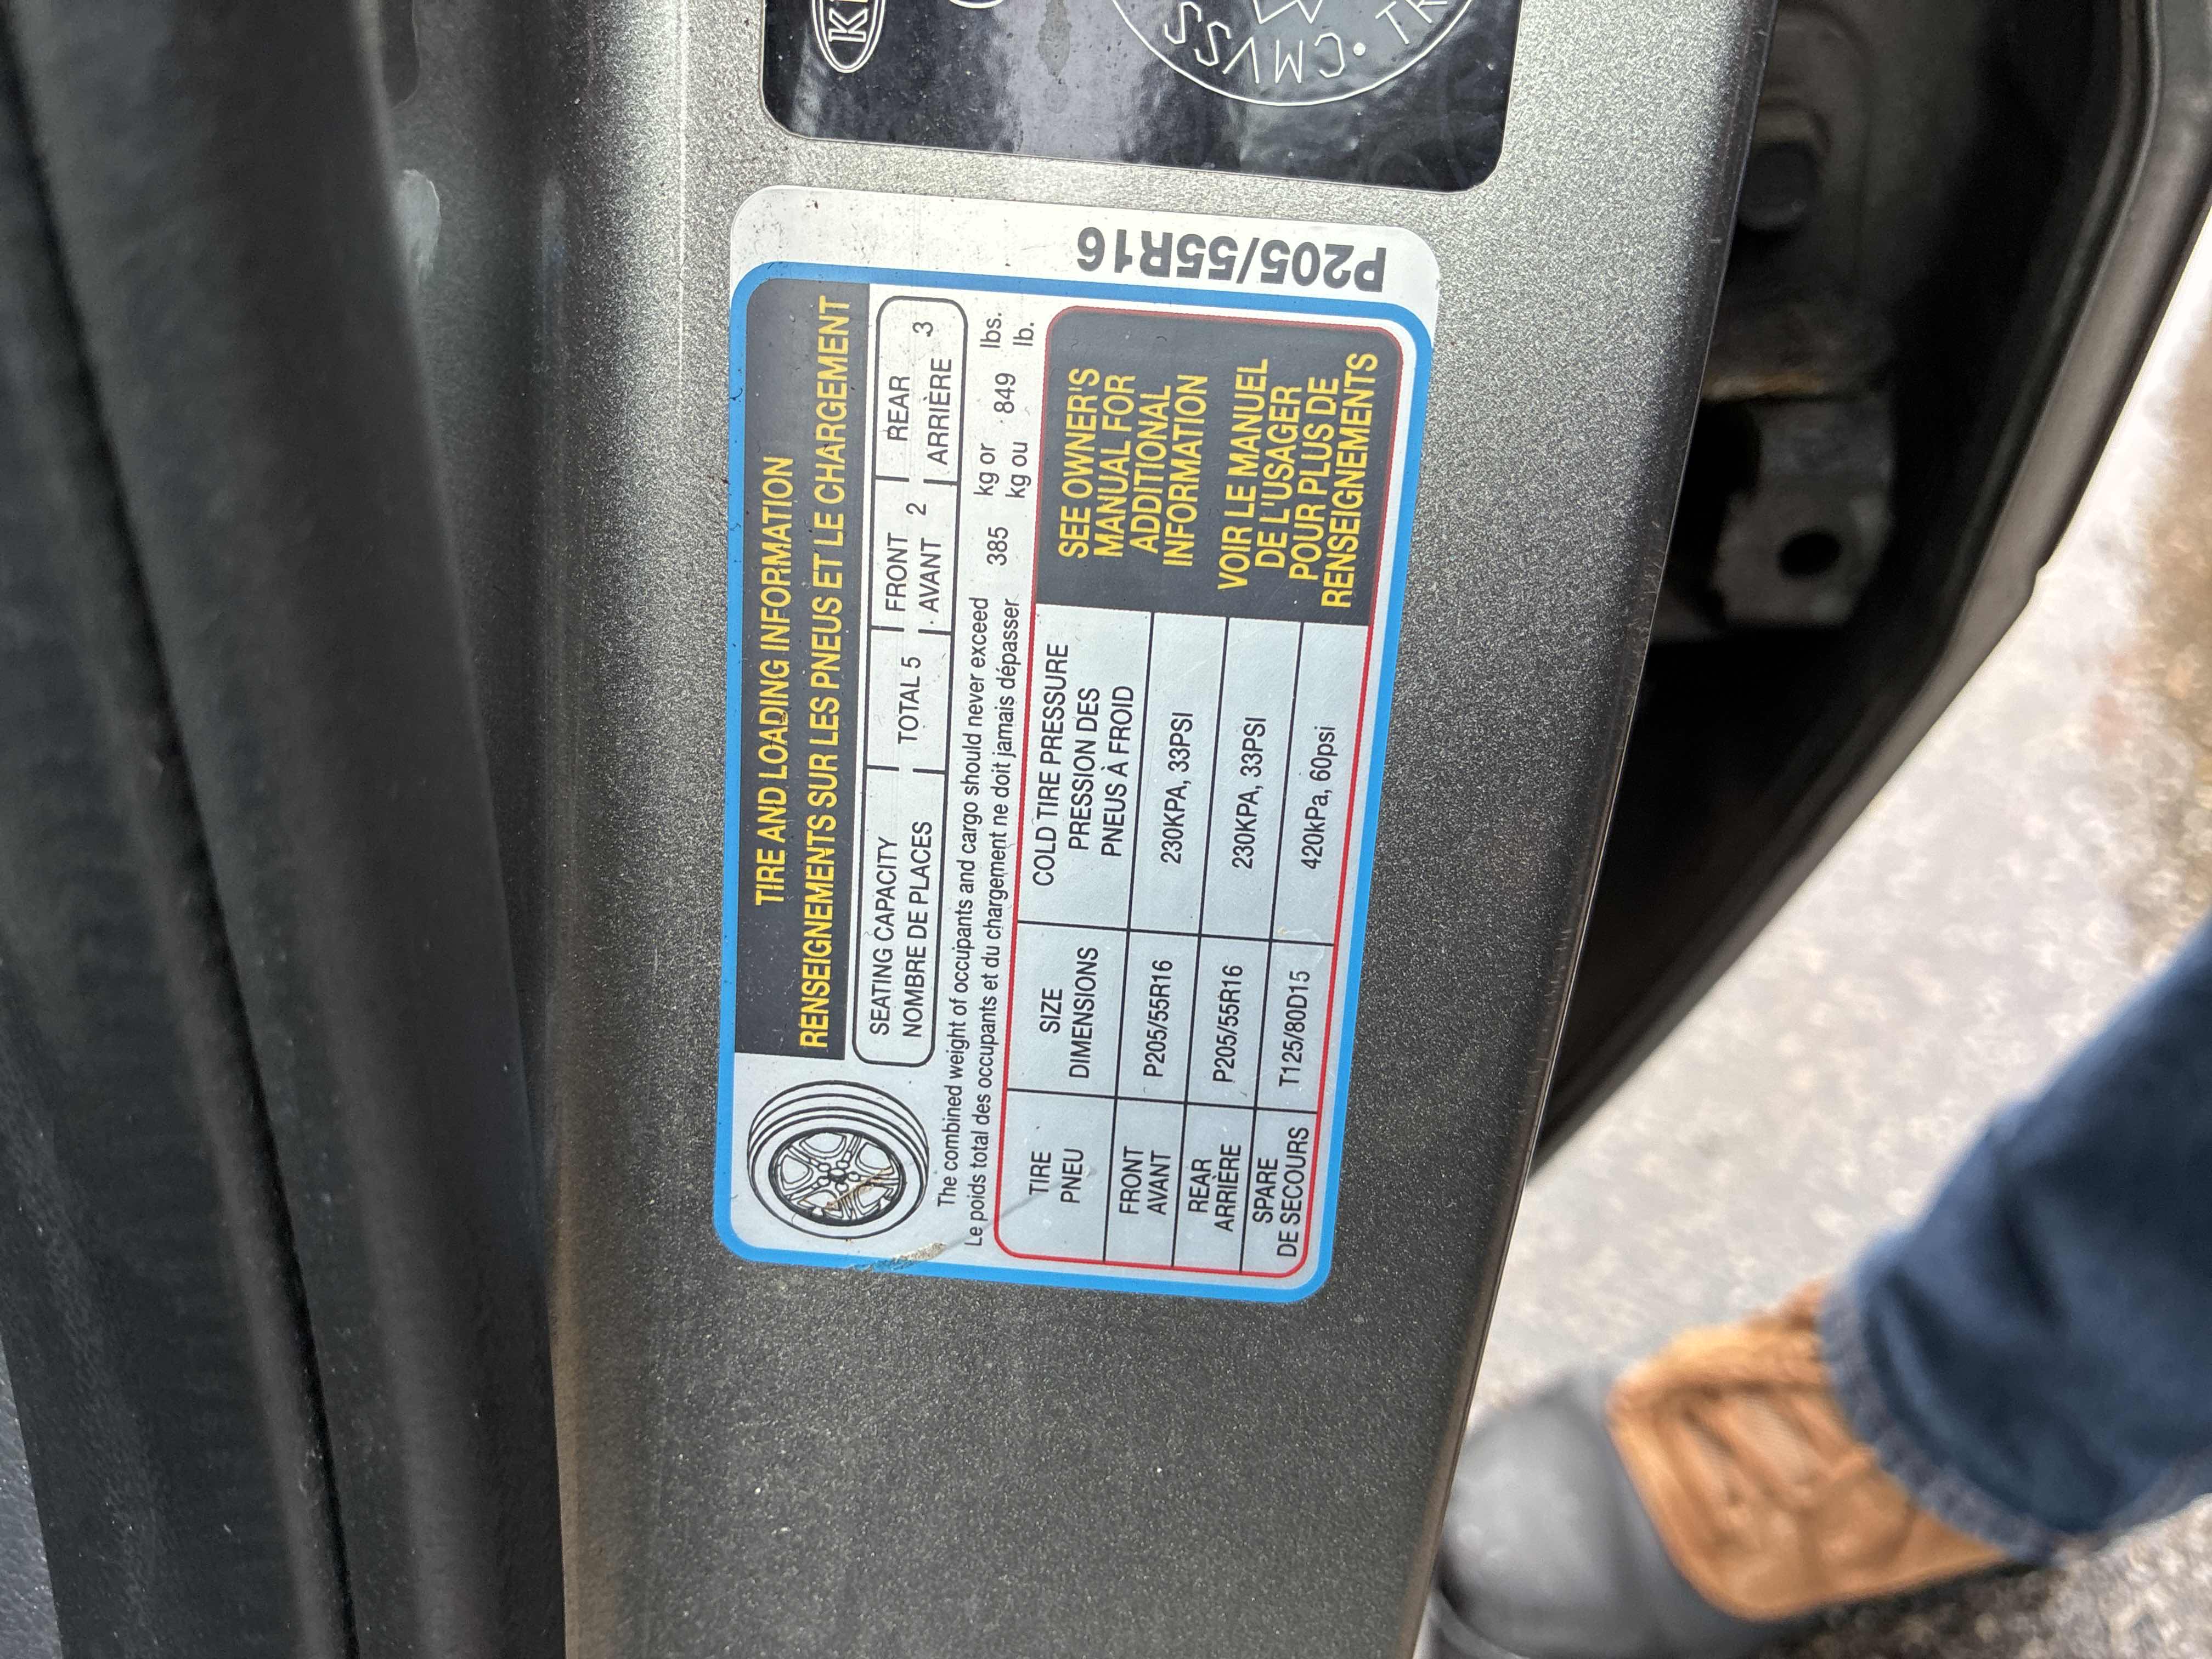 TIRE AND LOADING INFORMATION
RENSEIGNEMENTS SUR LES PNEUS ET LE CHARGEMENT
SEATING CAPACITY
NOMBRE DE PLACES
TOTAL 5
FRONT
AVANT 2
REAR
ARRIÈRE 3
The combined weight of occupants and cargo should never exceed 385 kg or 849 lbs.
Le poids total des occupants et du chargement ne doit jamais dépasser kg ou lb.
TIRE
PNEU
SIZE
DIMENSIONS
COLD TIRE PRESSURE
PRESSION DES
PNEUS À FROID
FRONT
AVANT
P205/55R16
230KPA, 33PSI
REAR
ARRIÈRE
P205/55R16
230KPA, 33PSI
SPARE
DE SECOURS
T125/80D15
420kPa, 60psi
SEE OWNER'S
MANUAL FOR
ADDITIONAL
INFORMATION
VOIR LE MANUEL
DE L'USAGER
POUR PLUS DE
RENSEIGNEMENTS
P205/55R16
CMVSS